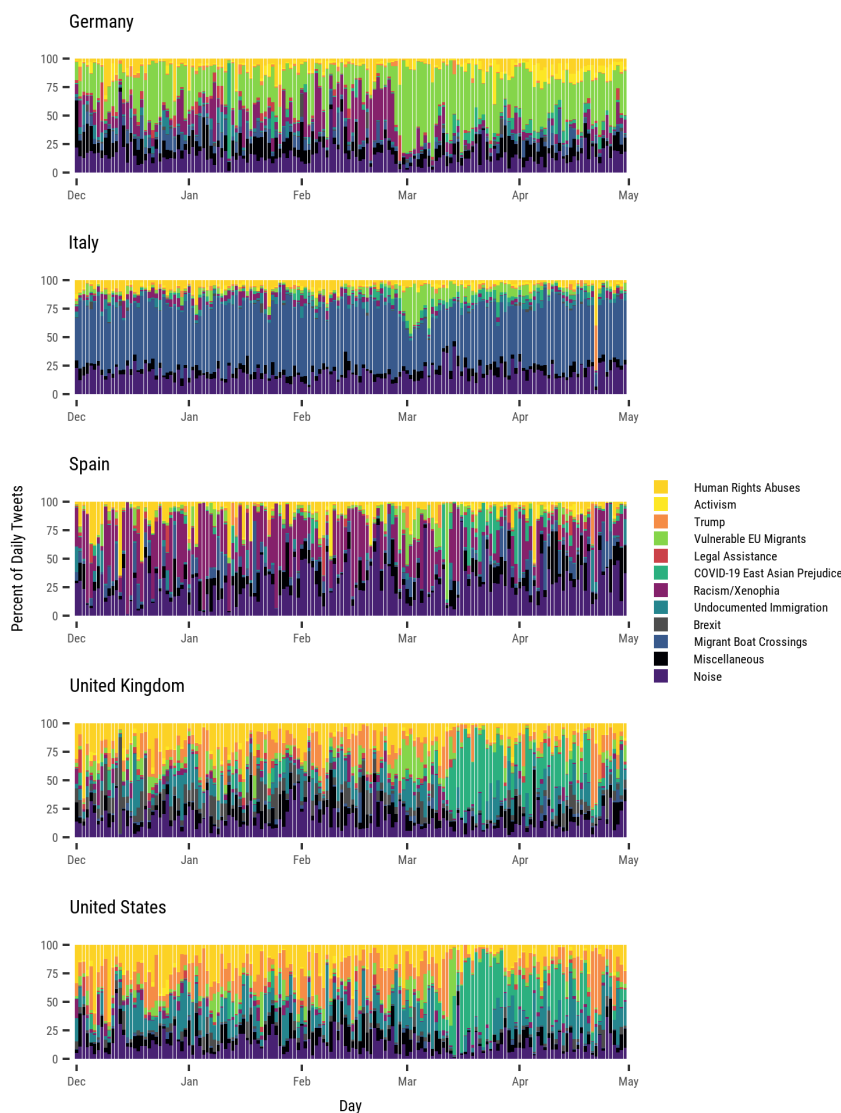 Germany
100
75
50
25
0
Dec Jan Feb Mar Apr May
Italy
100
75
50
25
0
Dec Jan Feb Mar Apr May
Spain
100
75
50
25
0
Dec Jan Feb Mar Apr May
Percent of Daily Tweets
Human Rights Abuses
Activism
Trump
Vulnerable EU Migrants
Legal Assistance
COVID-19 East Asian Prejudice
Racism/Xenophia
Undocumented Immigration
Brexit
Migrant Boat Crossings
Miscellaneous
Noise
United Kingdom
100
75
50
25
0
Dec Jan Feb Mar Apr May
United States
100
75
50
25
0
Dec Jan Feb Mar Apr May
Day